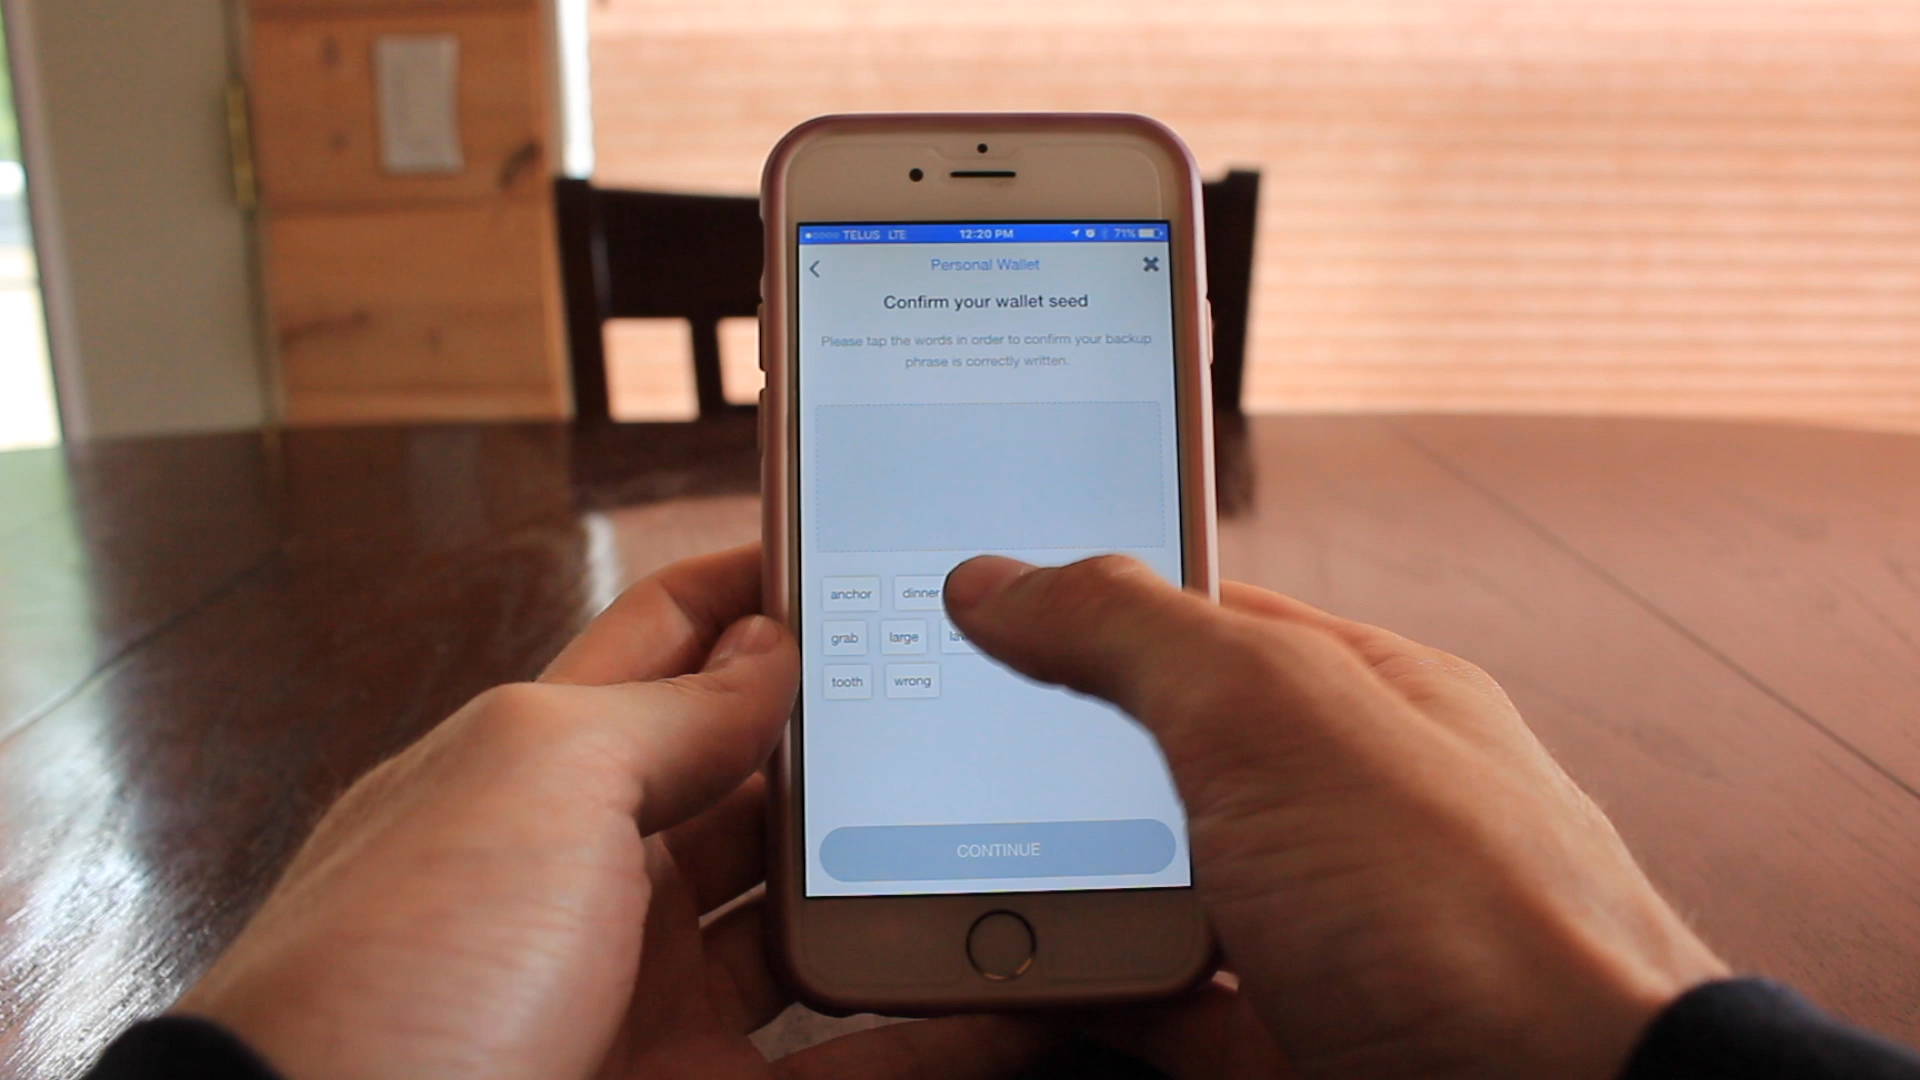 TELUS LTE 12:20 PM 71%
Personal Wallet
Confirm your wallet seed
Please tap the words in order to confirm your backup
phrase is correctly written.
anchor dinner
grab large
tooth wrong
CONTINUE